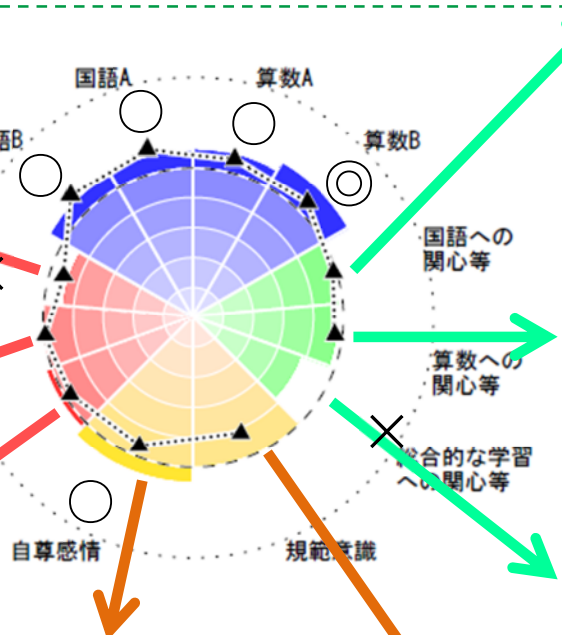 国語A
算数A
語B
算数B
国語への
関心等
算数への
関心等
総合的な学習
への関心等
自尊感情
規範意識